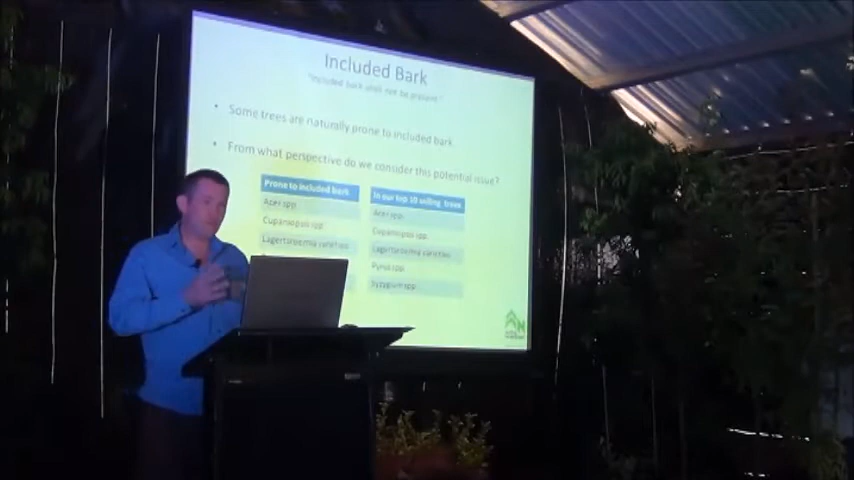 Included Bark
"Included bark shall not be present"
• Some trees are naturally prone to included bark
• From what perspective do we consider this potential issue?
Prone to included bark
Acer spp.
Cupaniopsis spp.
Lagerstroemia varieties
In our top 10 selling trees
Acer spp.
Cupaniopsis spp.
Lagerstroemia varieties
Pyrus spp.
Syzygium spp.